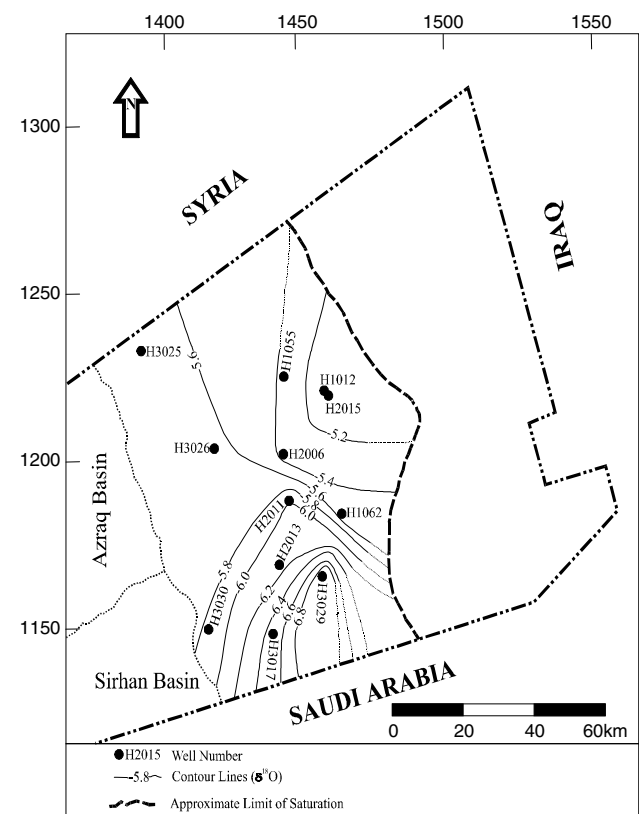 1400 1450 1500 1550
1300
N
SYRIA
IRAQ
1250
H3025
5.6
H1055
H1012
H2015
5.2
H3026
H2006
1200
5.4
5.6
5.8
6.0
Azraq Basin
H2011
H1062
H2013
5.8
6.0
6.2
6.4
6.6
6.8
H3029
H3030
H3017
1150
Sirhan Basin
SAUDI ARABIA
0 20 40 60km
H2015 Well Number
5.8 Contour Lines (δ¹⁸O)
Approximate Limit of Saturation